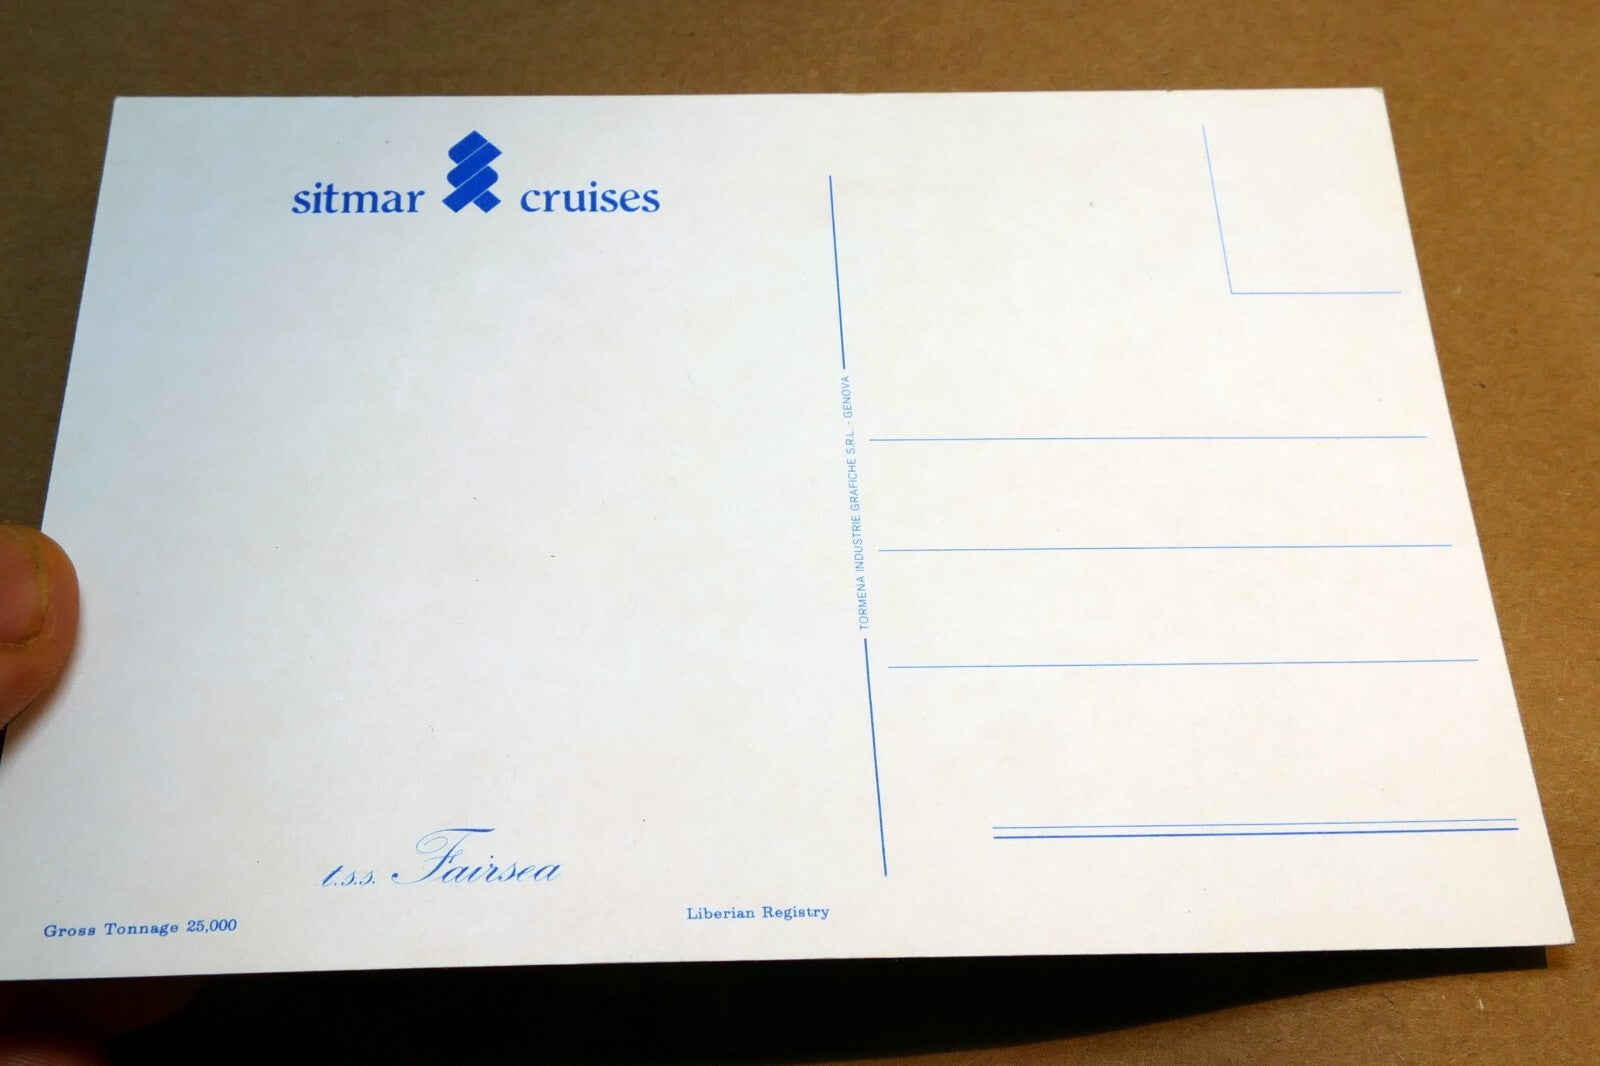 sitmar cruises
TORMENA INDUSTRIE GRAFICHE S.R.L. - GENOVA
t.s.s. Fairsea
Gross Tonnage 25,000
Liberian Registry